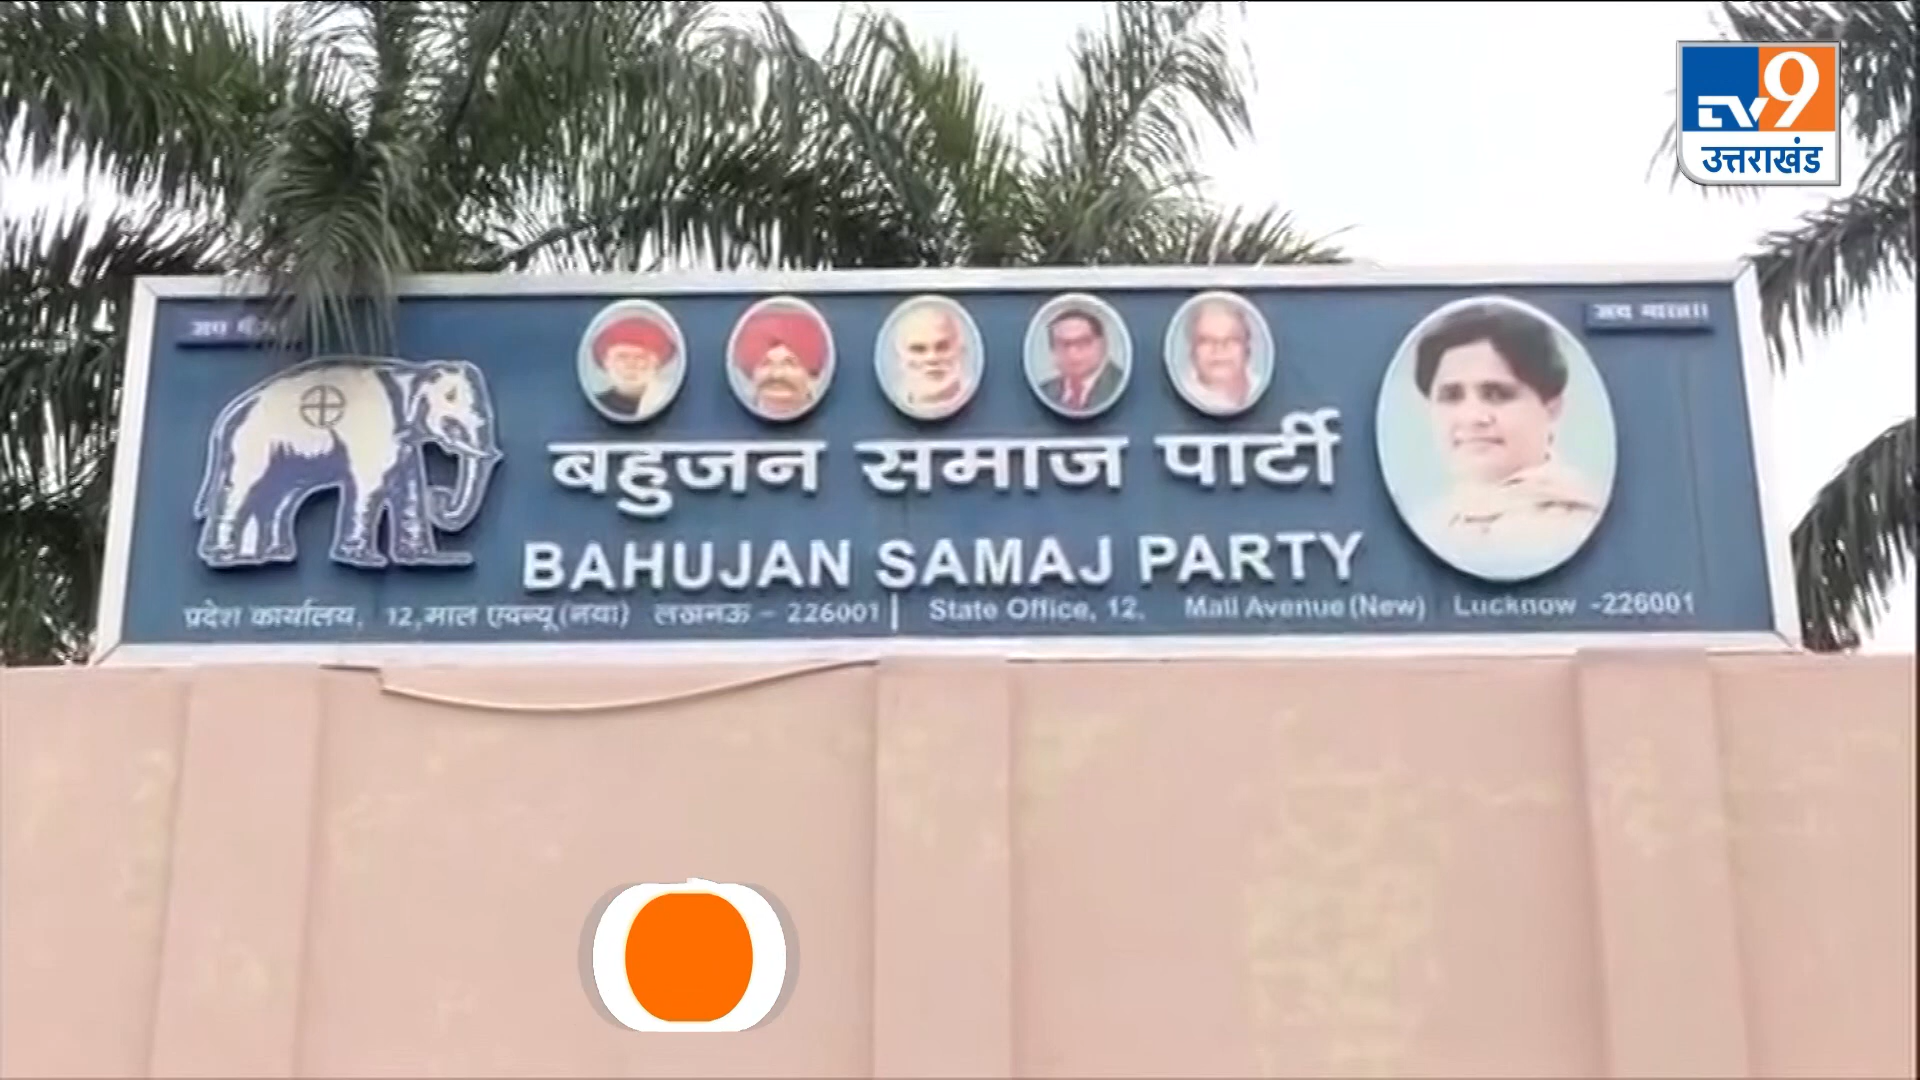 TV9
उत्तराखंड
बहुजन समाज पार्टी
BAHUJAN SAMAJ PARTY
प्रदेश कार्यालय, 12,माल एवन्यू (नया) लखनऊ - 226001 | State Office, 12, Mall Avenue (New) Lucknow -226001